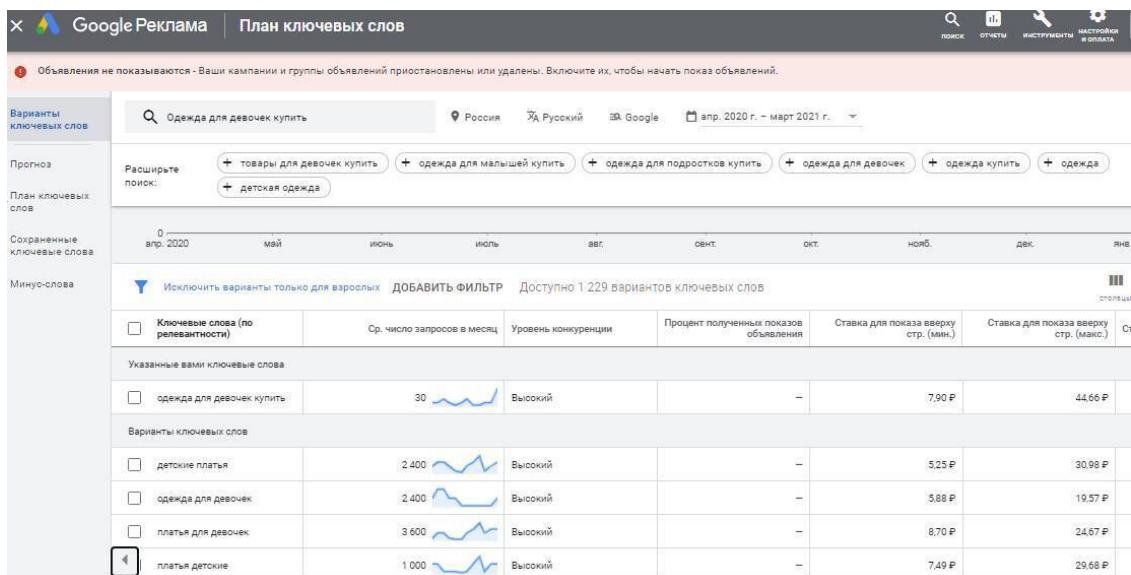 Google Реклама План ключевых слов
ПОИСК ОТЧЕТЫ ИНСТРУМЕНТЫ НАСТРОЙКИ И ОПЛАТА
Объявления не показываются - Ваши кампании и группы объявлений приостановлены или удалены. Включите их, чтобы начать показ объявлений.
Варианты ключевых слов
Прогноз
План ключевых слов
Сохраненные ключевые слова
Минус-слова
Одежда для девочек купить Россия Русский Google апр. 2020 г. – март 2021 г.
Расширьте поиск:
+ товары для девочек купить + одежда для малышей купить + одежда для подростков купить + одежда для девочек + одежда купить + одежда
+ детская одежда
0
апр. 2020 май июнь июль авг. сент. окт. нояб. дек. янв
Исключить варианты только для взрослых ДОБАВИТЬ ФИЛЬТР Доступно 1 229 вариантов ключевых слов
Ключевые слова (по релевантности) Ср. число запросов в месяц Уровень конкуренции Процент полученных показов объявления Ставка для показа вверху стр. (мин.) Ставка для показа вверху стр. (макс.) Ст
Указанные вами ключевые слова
одежда для девочек купить 30 Высокий – 7,90 ₽ 44,66 ₽
Варианты ключевых слов
детские платья 2 400 Высокий – 5,25 ₽ 30,98 ₽
одежда для девочек 2 400 Высокий – 5,88 ₽ 19,57 ₽
платья для девочек 3 600 Высокий – 8,70 ₽ 24,67 ₽
платья детские 1 000 Высокий – 7,49 ₽ 29,68 ₽